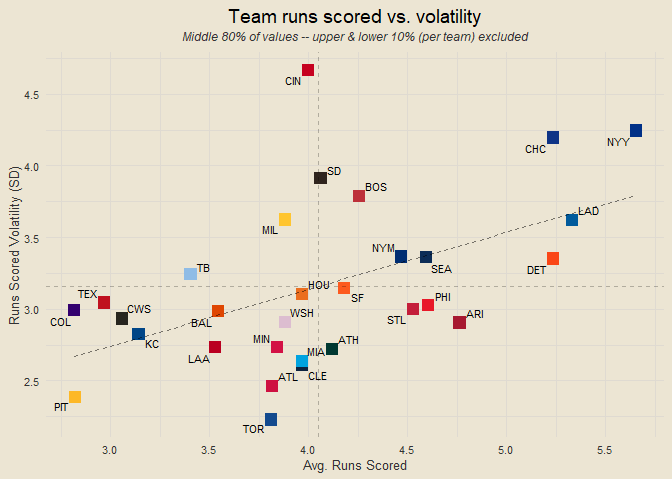 Team runs scored vs. volatility
Middle 80% of values -- upper & lower 10% (per team) excluded
Runs Scored Volatility (SD)
4.5
4.0
3.5
3.0
2.5
CIN
NYY
CHC
SD
BOS
LAD
MIL
NYM
SEA
DET
TB
HOU
SF
TEX
COL
CWS
KC
BAL
WSH
STL
PHI
ARI
LAA
MIN
MIA
ATH
CLE
ATL
PIT
TOR
3.0
3.5
4.0
4.5
5.0
5.5
Avg. Runs Scored